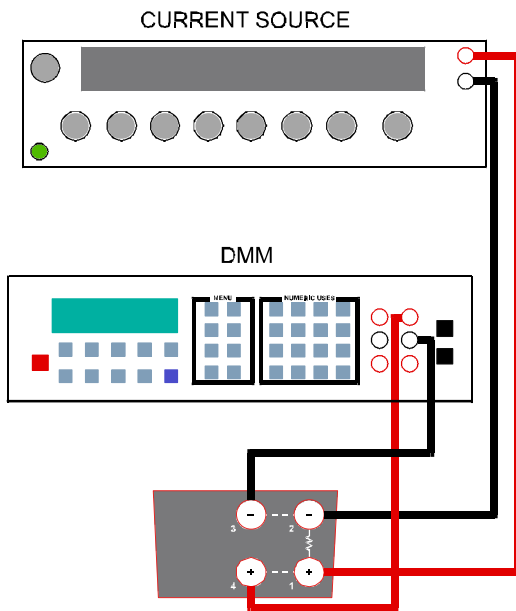 CURRENT SOURCE
DMM
MENU
NUMERIC USES
- -
3 2
+ +
4 1